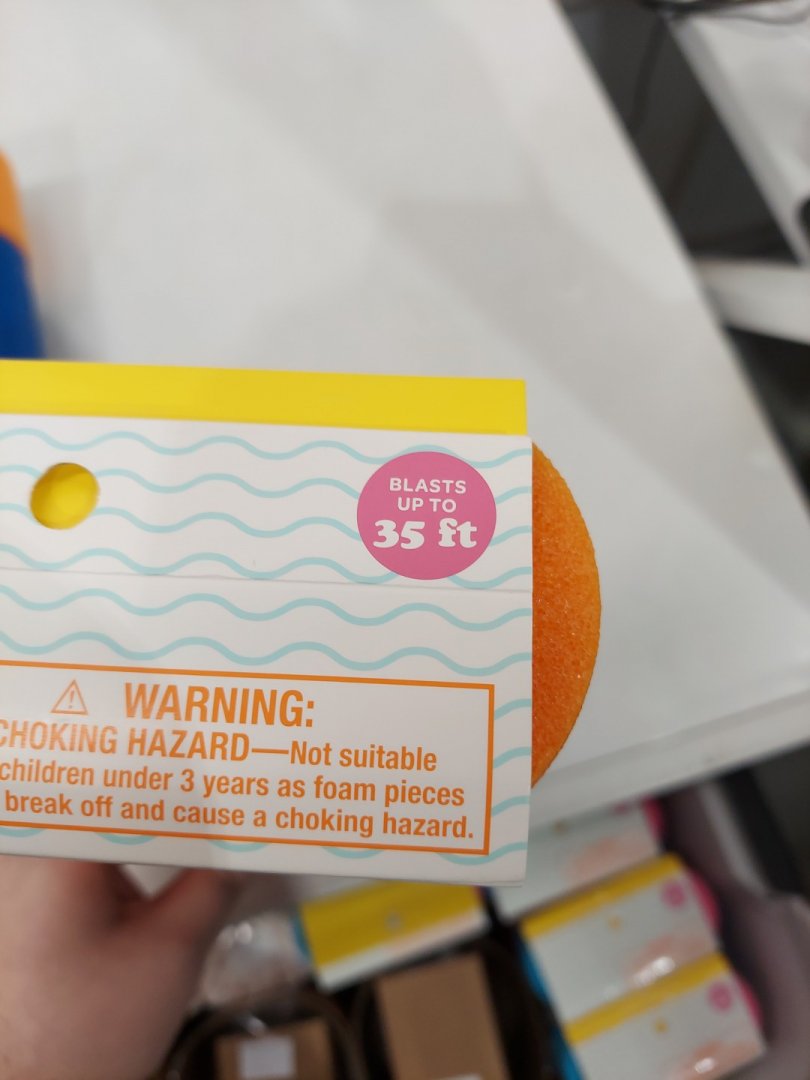 BLASTS
UP TO
35 ft
WARNING:
CHOKING HAZARD—Not suitable
children under 3 years as foam pieces
break off and cause a choking hazard.